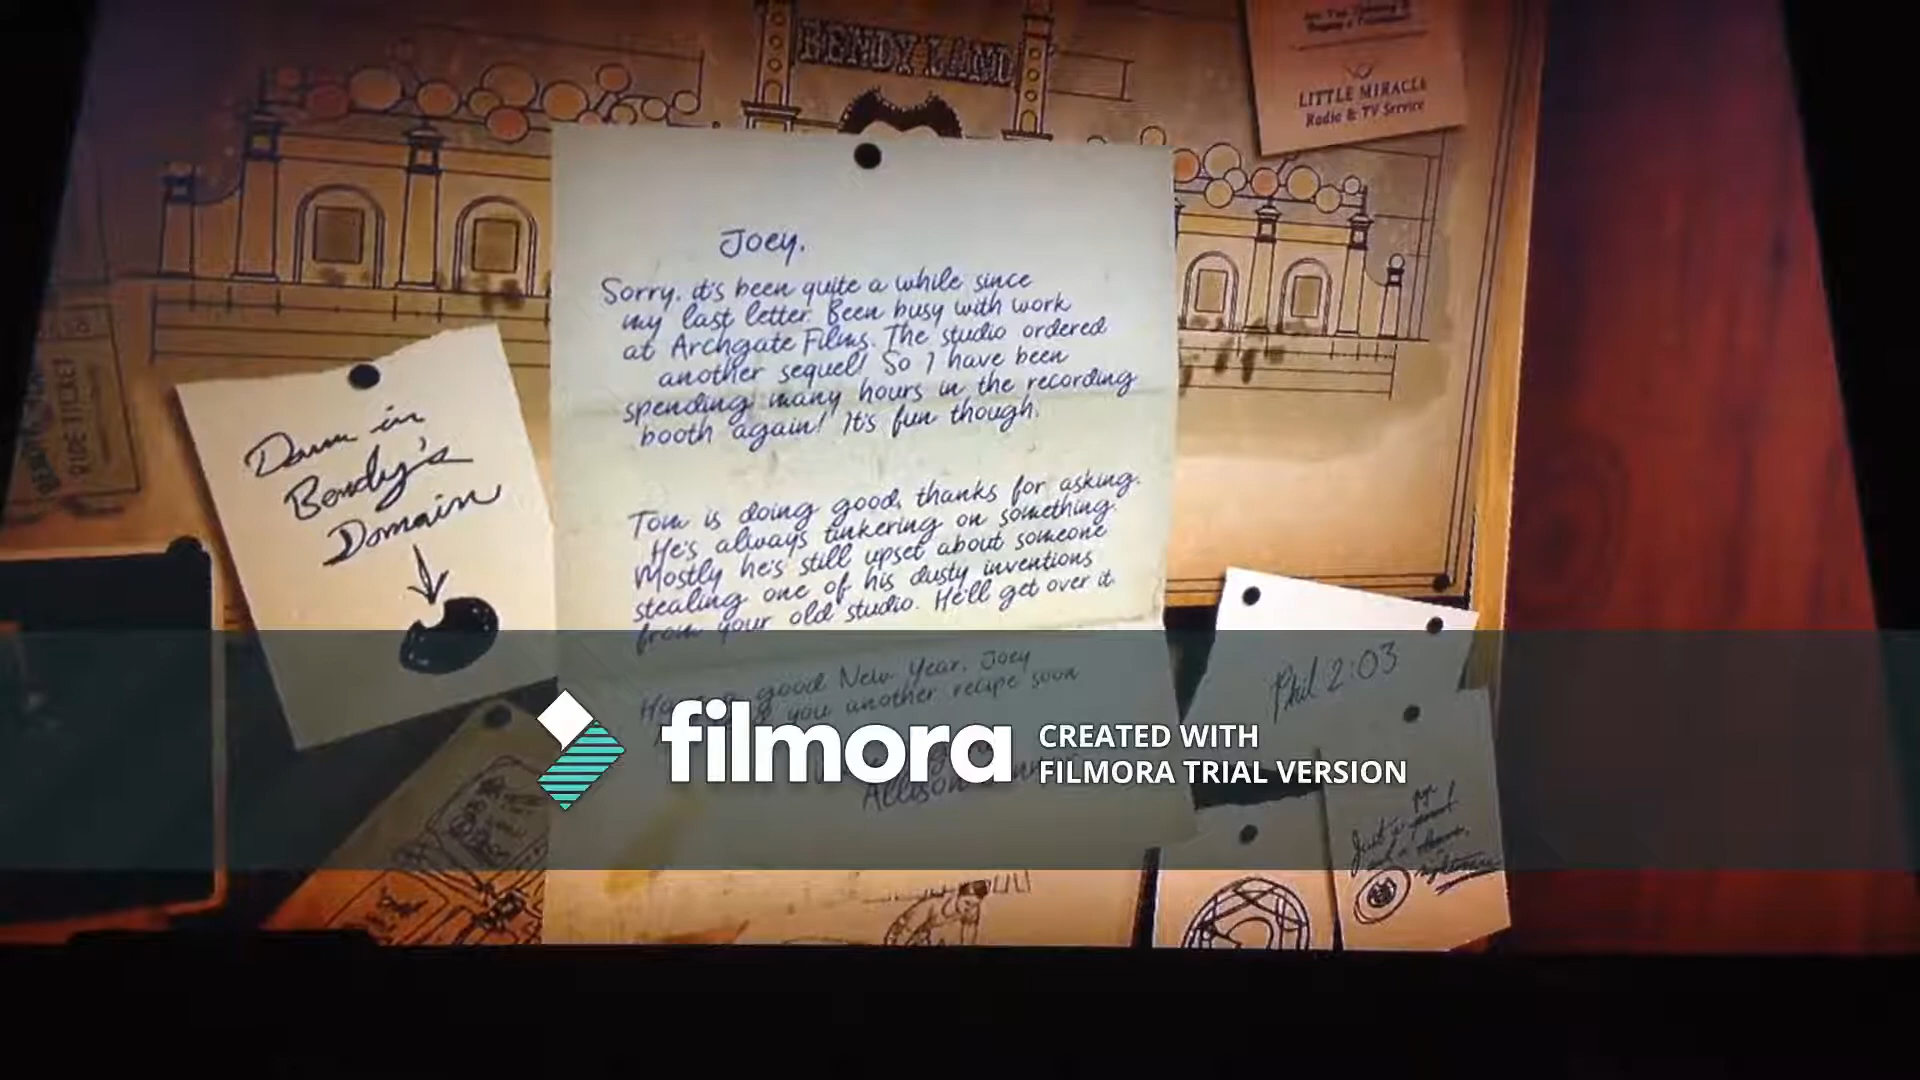 BENDY LAND
LITTLE MIRACLE
Radio & TV Service
RIDE TICKET
Joey,
Sorry, it's been quite a while since
my last letter. Been busy with work
at Archgate Films. The studio ordered
another sequel! So I have been
spending many hours in the recording
booth again! It's fun though.
Tom is doing good, thanks for asking.
He's always tinkering on something.
Mostly he's still upset about someone
stealing one of his dusty inventions
from your old studio. He'll get over it.
good New Year, Joey
you another recipe soon
Allison
Down in
Bendy's
Domain
Phil 2:03
Just a
nightmare
filmora
CREATED WITH
FILMORA TRIAL VERSION